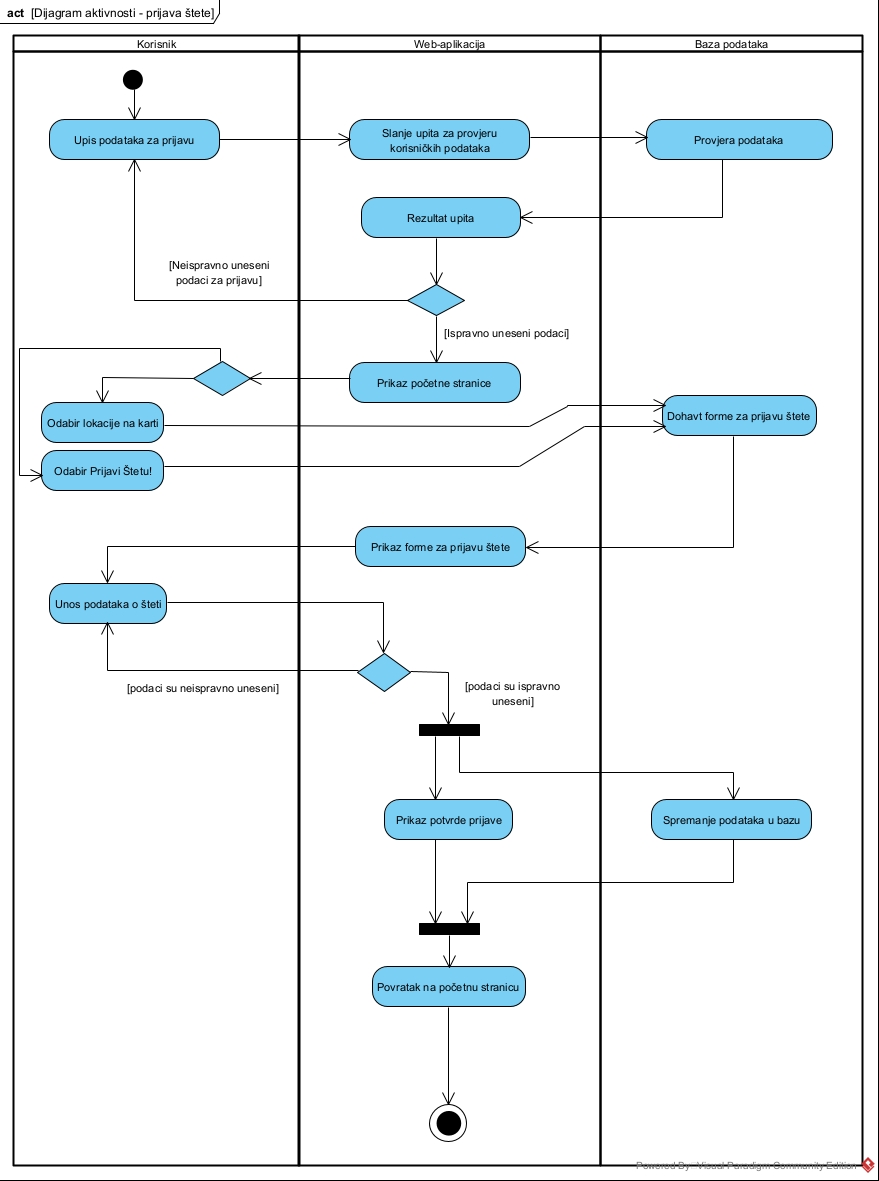 act [Dijagram aktivnosti - prijava štete]
Korisnik
Web-aplikacija
Baza podataka
Upis podataka za prijavu
Slanje upita za provjeru
korisničkih podataka
Provjera podataka
Rezultat upita
[Neispravno uneseni
podaci za prijavu]
[Ispravno uneseni podaci]
Prikaz početne stranice
Odabir lokacije na karti
Dohavt forme za prijavu štete
Odabir Prijavi Štetu!
Prikaz forme za prijavu štete
Unos podataka o šteti
[podaci su neispravno uneseni]
[podaci su ispravno
uneseni]
Prikaz potvrde prijave
Spremanje podataka u bazu
Povratak na početnu stranicu
Powered By Visual Paradigm Community Edition